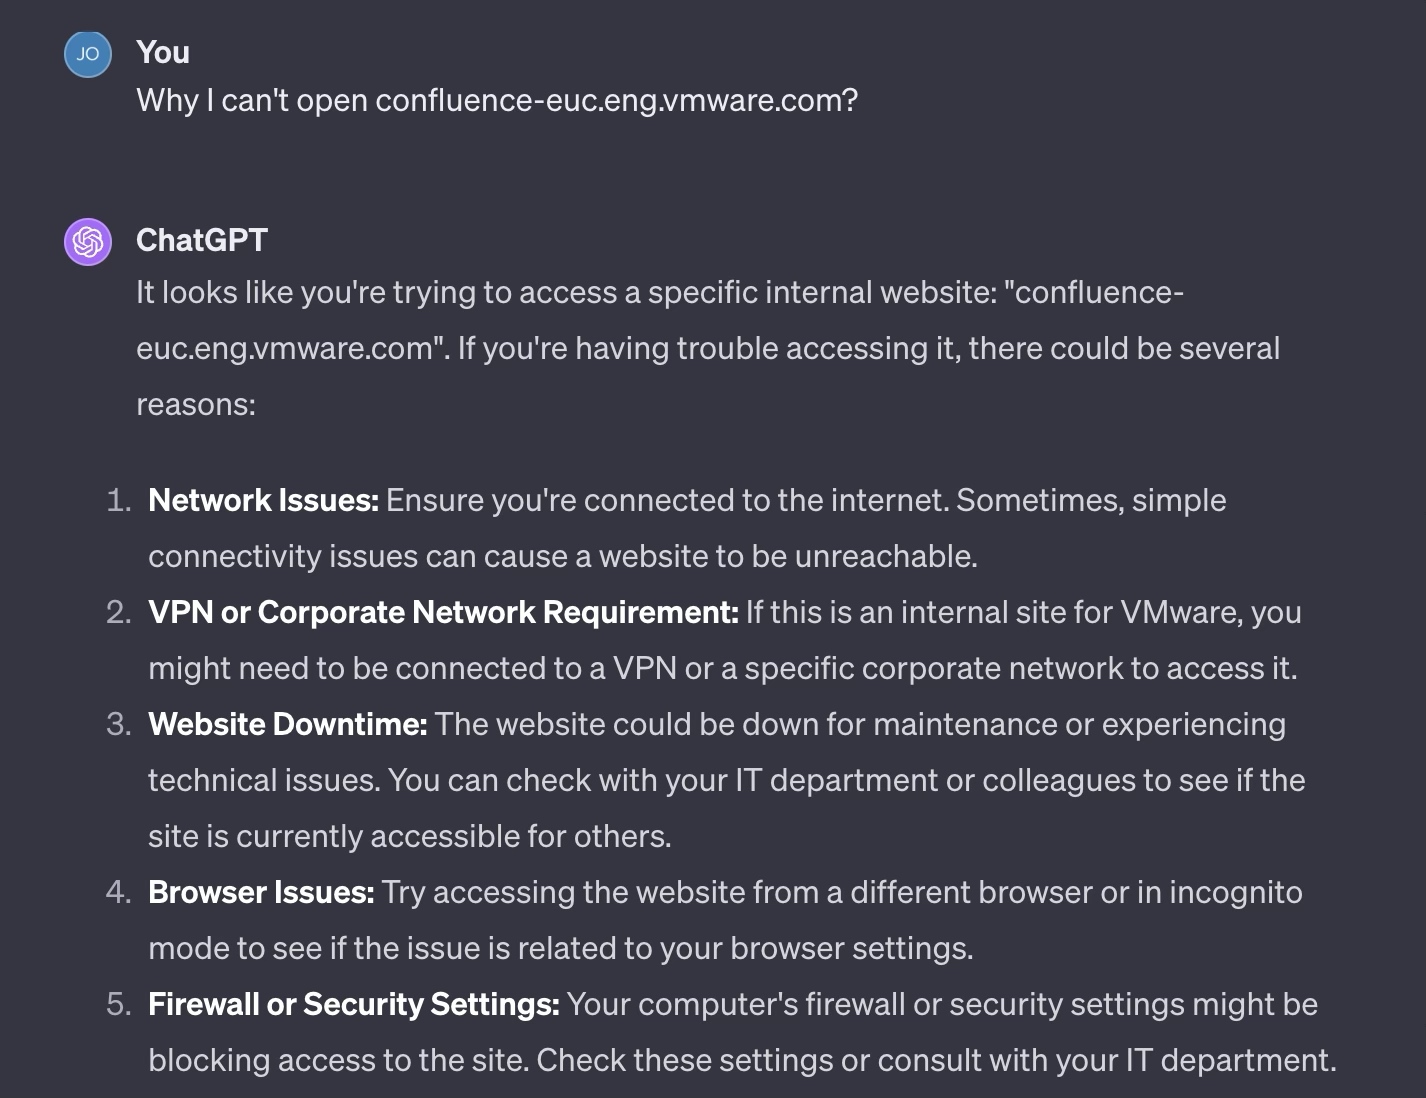 JO
You
Why I can't open confluence-euc.eng.vmware.com?
ChatGPT
It looks like you're trying to access a specific internal website: "confluence-
euc.eng.vmware.com". If you're having trouble accessing it, there could be several
reasons:
1. Network Issues: Ensure you're connected to the internet. Sometimes, simple
connectivity issues can cause a website to be unreachable.
2. VPN or Corporate Network Requirement: If this is an internal site for VMware, you
might need to be connected to a VPN or a specific corporate network to access it.
3. Website Downtime: The website could be down for maintenance or experiencing
technical issues. You can check with your IT department or colleagues to see if the
site is currently accessible for others.
4. Browser Issues: Try accessing the website from a different browser or in incognito
mode to see if the issue is related to your browser settings.
5. Firewall or Security Settings: Your computer's firewall or security settings might be
blocking access to the site. Check these settings or consult with your IT department.